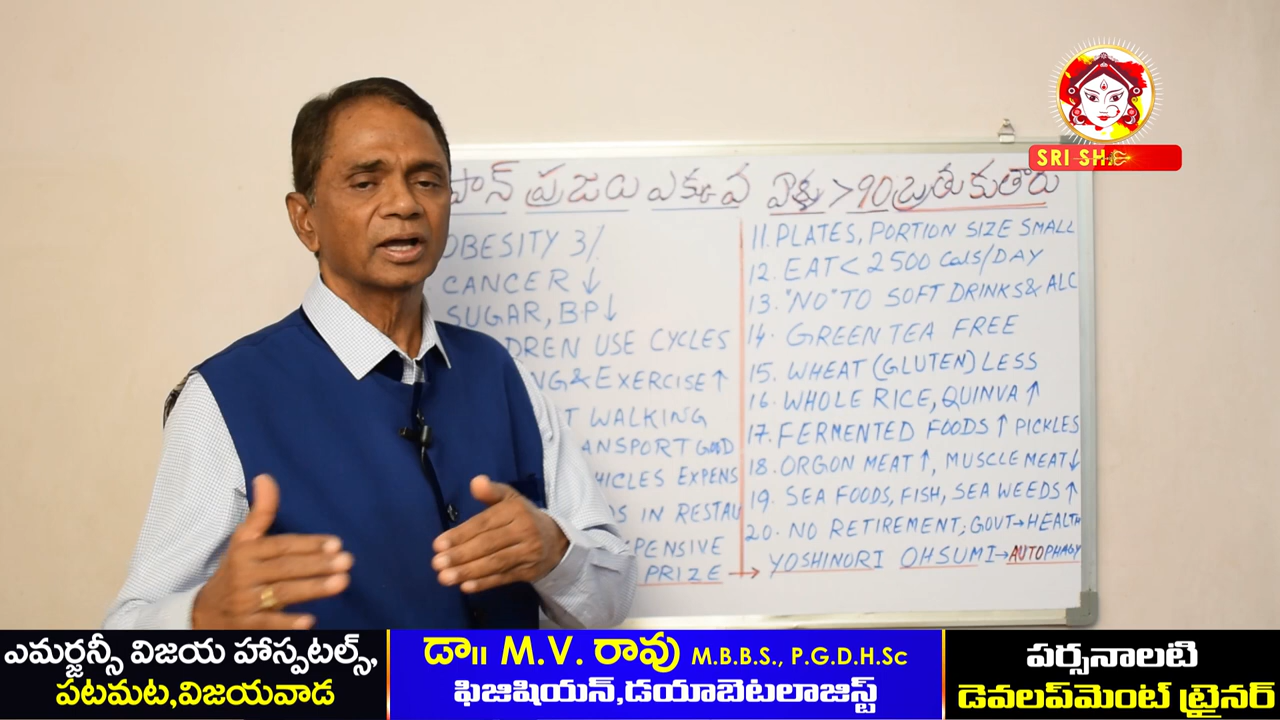 SRI SH
పాన్ ప్రజలు ఎక్కువ ఏళ్ళు >90 బ్రతుకుతారు
OBESITY 3%
CANCER ↓
SUGAR, BP↓
DREN USE CYCLES
NG & EXERCISE ↑
T WALKING
ANSPORT GOOD
HICLES EXPENS
S IN RESTAU
PENSIVE
PRIZE →
11. PLATES, PORTION SIZE SMALL
12. EAT < 2500 Cals/DAY
13. "NO" TO SOFT DRINKS & ALC
14. GREEN TEA FREE
15. WHEAT (GLUTEN) LESS
16. WHOLE RICE, QUINVA ↑
17. FERMENTED FOODS ↑ PICKLES
18. ORGON MEAT ↑, MUSCLE MEAT↓
19. SEA FOODS, FISH, SEA WEEDS ↑
20. NO RETIREMENT; GOVT→HEALTH
YOSHINORI OHSUMI→AUTOPHAGY
ఎమర్జన్సీ విజయ హాస్పటల్స్,
పటమట,విజయవాడ
డా|| M.V. రావు M.B.B.S., P.G.D.H.Sc
ఫిజిషియన్,డయాబెటలాజిస్ట్
పర్సనాలటి
డెవలప్‌మెంట్ ట్రైనర్